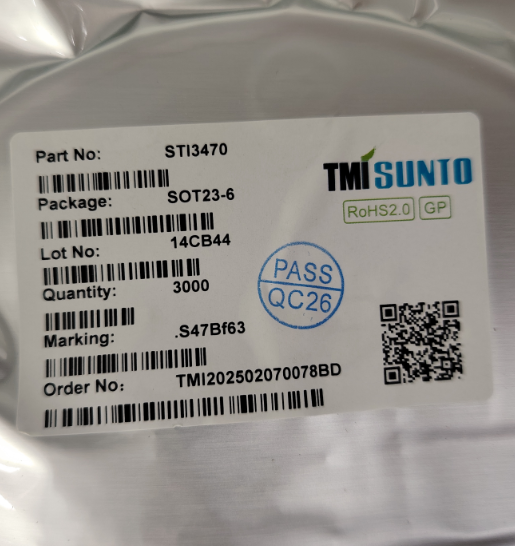 Part No: STI3470
TMI SUNTO
RoHS2.0 GP
Package: SOT23-6
Lot No: 14CB44
Quantity: 3000
PASS
QC26
Marking: .S47Bf63
Order No: TMI202502070078BD